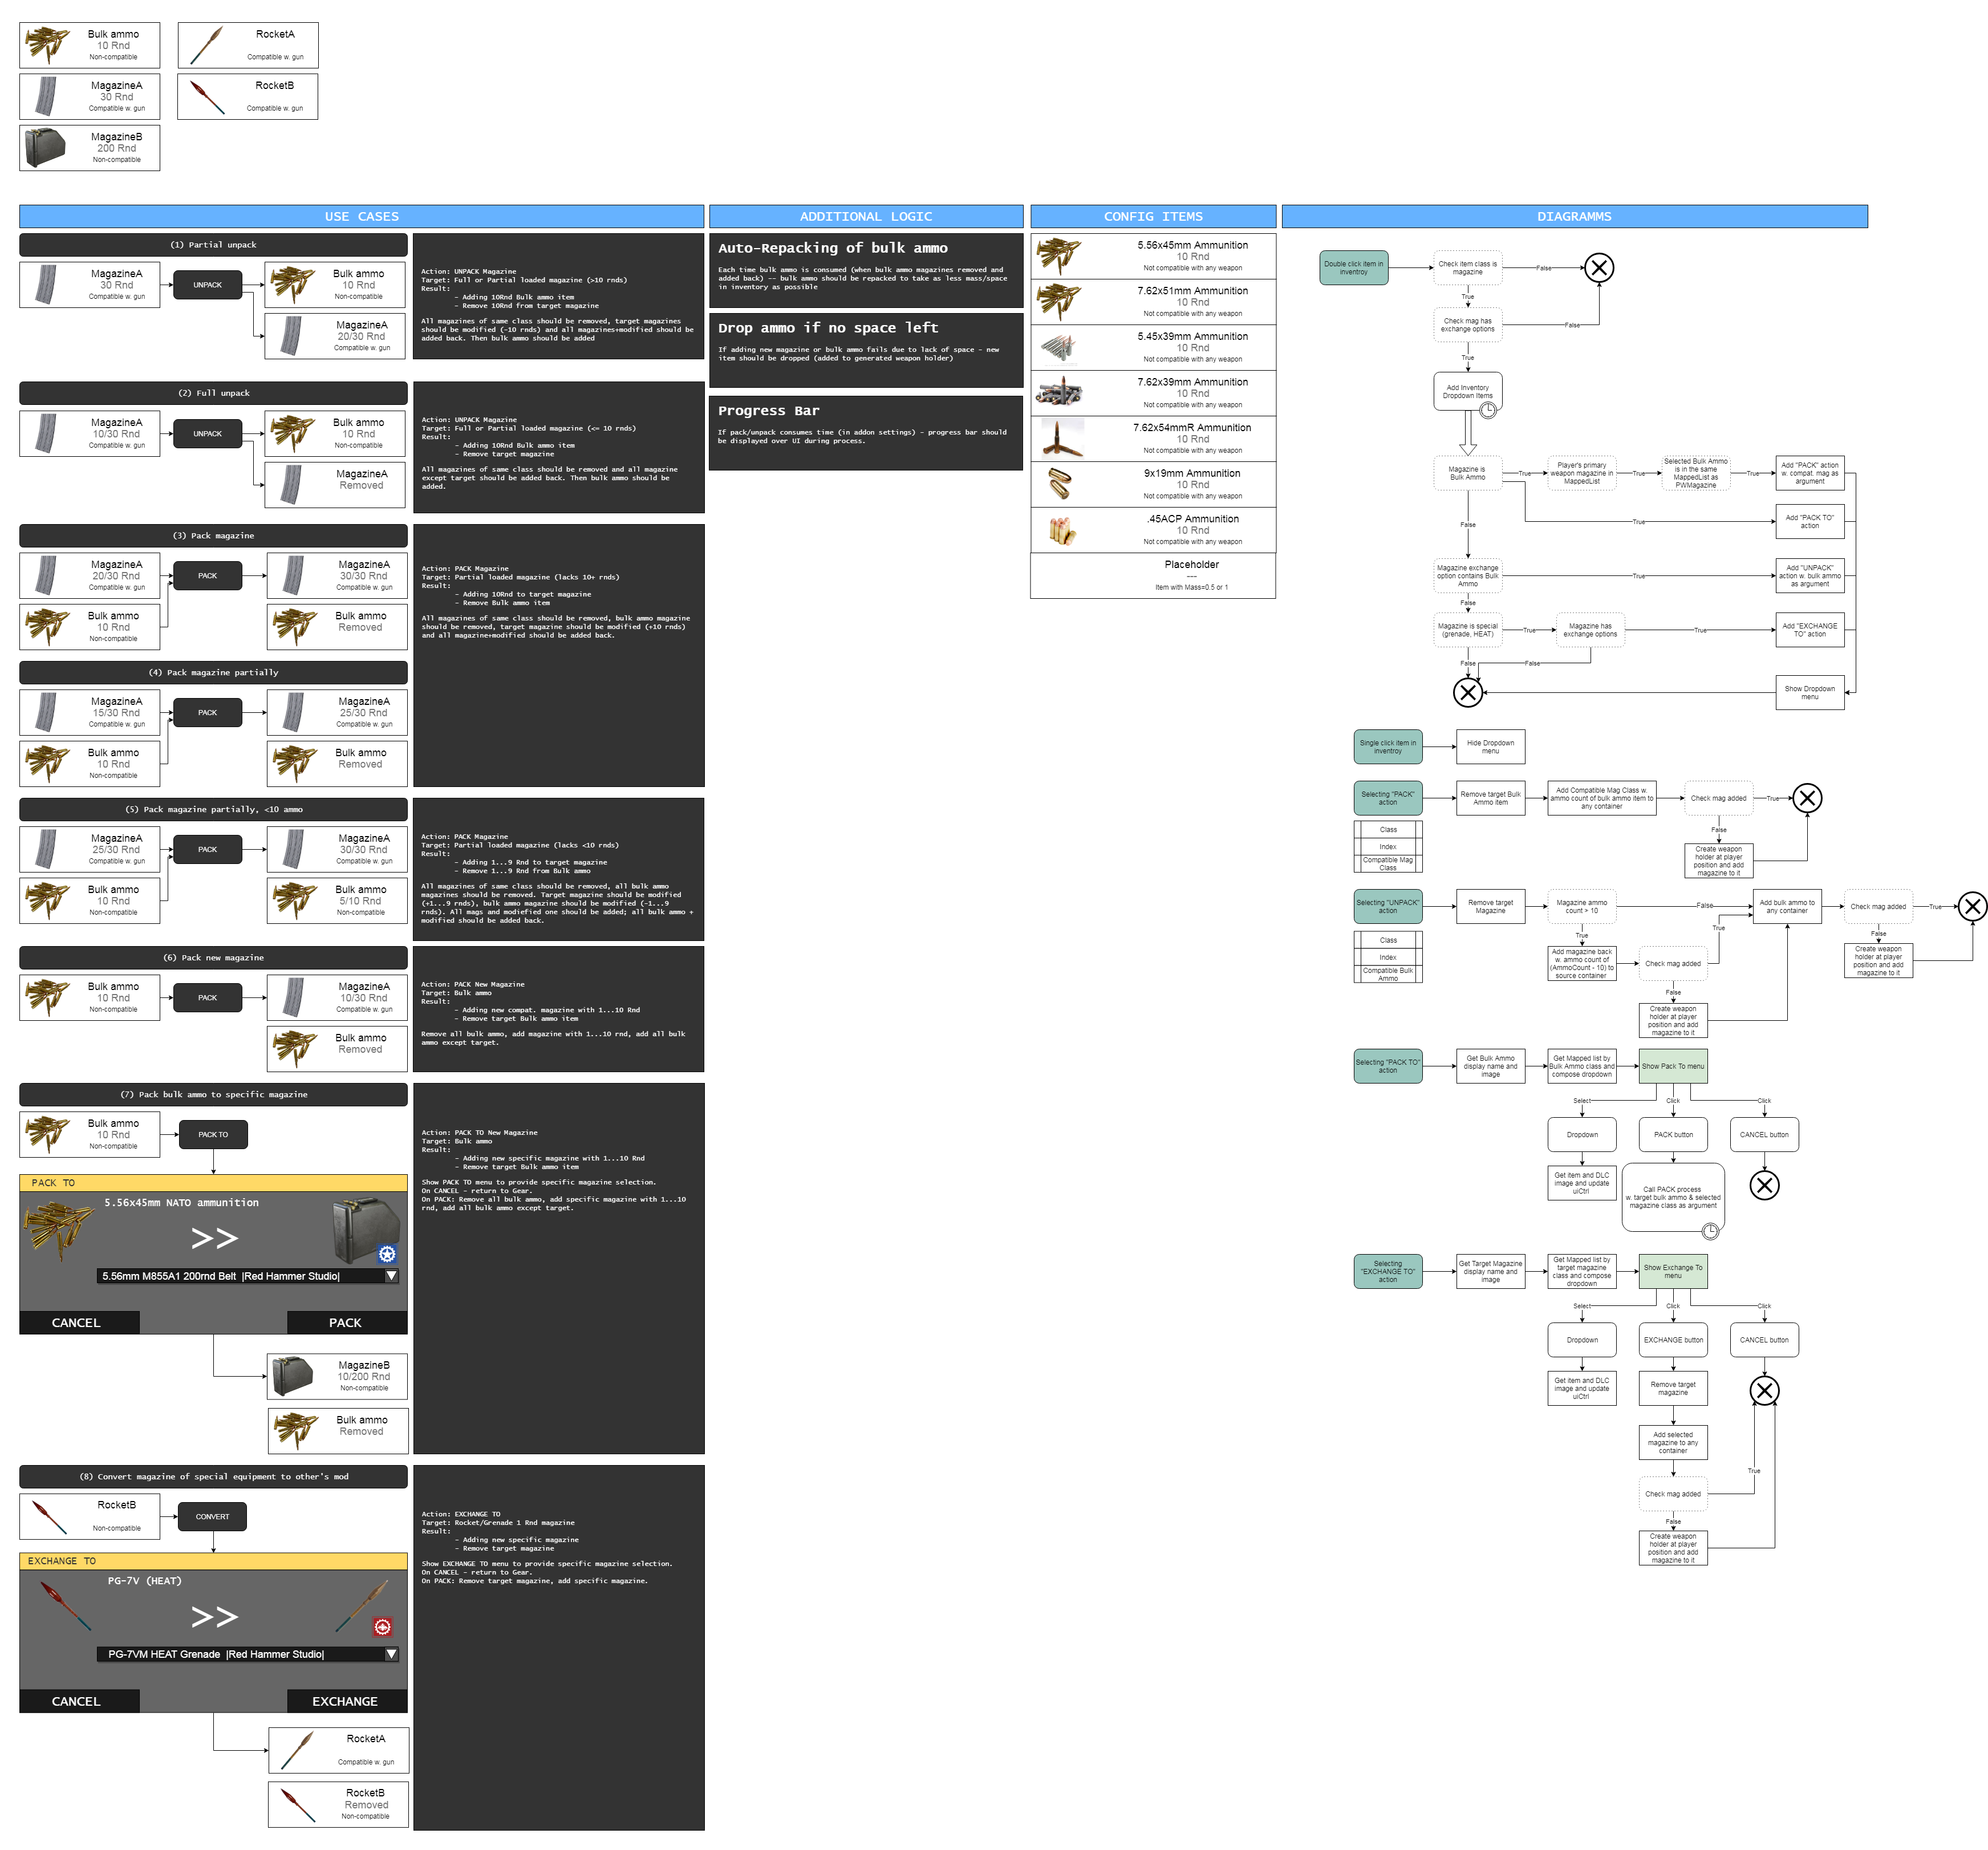 Bulk ammo
10 Rnd
Non-compatible
RocketA
Compatible w. gun
MagazineA
30 Rnd
Compatible w. gun
RocketB
Compatible w. gun
MagazineB
200 Rnd
Non-compatible
USE CASES
(1) Partial unpack
MagazineA
30 Rnd
Compatible w. gun
UNPACK
Bulk ammo
10 Rnd
Non-compatible
MagazineA
20/30 Rnd
Compatible w. gun
Action: UNPACK Magazine
Target: Full or Partial loaded magazine (>10 rnds)
Result:
- Adding 10Rnd Bulk ammo item
- Remove 10Rnd from target magazine
All magazines of same class should be removed, target magazines
should be modified (-10 rnds) and all magazines+modified should be
added back. Then bulk ammo should be added
(2) Full unpack
MagazineA
10/30 Rnd
Compatible w. gun
UNPACK
Bulk ammo
10 Rnd
Non-compatible
MagazineA
Removed
Action: UNPACK Magazine
Target: Full or Partial loaded magazine (<= 10 rnds)
Result:
- Adding 10Rnd Bulk ammo item
- Remove target magazine
All magazines of same class should be removed and all magazine
except target should be added back. Then bulk ammo should be
added.
(3) Pack magazine
MagazineA
20/30 Rnd
Compatible w. gun
PACK
MagazineA
30/30 Rnd
Compatible w. gun
Bulk ammo
10 Rnd
Non-compatible
Bulk ammo
Removed
Action: PACK Magazine
Target: Partial loaded magazine (lacks 10+ rnds)
Result:
- Adding 10Rnd to target magazine
- Remove Bulk ammo item
All magazines of same class should be removed, bulk ammo magazine
should be removed, target magazine should be modified (+10 rnds)
and all magazine+modified should be added back.
(4) Pack magazine partially
MagazineA
15/30 Rnd
Compatible w. gun
PACK
MagazineA
25/30 Rnd
Compatible w. gun
Bulk ammo
10 Rnd
Non-compatible
Bulk ammo
Removed
(5) Pack magazine partially, <10 ammo
MagazineA
25/30 Rnd
Compatible w. gun
PACK
MagazineA
30/30 Rnd
Compatible w. gun
Bulk ammo
10 Rnd
Non-compatible
Bulk ammo
5/10 Rnd
Non-compatible
Action: PACK Magazine
Target: Partial loaded magazine (lacks <10 rnds)
Result:
- Adding 1...9 Rnd to target magazine
- Remove 1...9 Rnd from Bulk ammo
All magazines of same class should be removed, all bulk ammo
magazines should be removed. Target magazine should be modified
(+1...9 rnds), bulk ammo magazine should be modified (-1...9
rnds). All mags and modiefied one should be added; all bulk ammo +
modified should be added back.
(6) Pack new magazine
Bulk ammo
10 Rnd
Non-compatible
PACK
MagazineA
10/30 Rnd
Compatible w. gun
Bulk ammo
Removed
Action: PACK New Magazine
Target: Bulk ammo
Result:
- Adding new compat. magazine with 1...10 Rnd
- Remove target Bulk ammo item
Remove all bulk ammo, add magazine with 1...10 rnd, add all bulk
ammo except target.
(7) Pack bulk ammo to specific magazine
Bulk ammo
10 Rnd
Non-compatible
PACK TO
PACK TO
5.56x45mm NATO ammunition
>>
5.56mm M855A1 200rnd Belt |Red Hammer Studio|
CANCEL
PACK
MagazineB
10/200 Rnd
Non-compatible
Bulk ammo
Removed
Action: PACK TO New Magazine
Target: Bulk ammo
Result:
- Adding new specific magazine with 1...10 Rnd
- Remove target Bulk ammo item
Show PACK TO menu to provide specific magazine selection.
On CANCEL - return to Gear.
On PACK: Remove all bulk ammo, add specific magazine with 1...10
rnd, add all bulk ammo except target.
(8) Convert magazine of special equipment to other's mod
RocketB
Non-compatible
CONVERT
EXCHANGE TO
PG-7V (HEAT)
>>
PG-7VM HEAT Grenade |Red Hammer Studio|
CANCEL
EXCHANGE
RocketA
Compatible w. gun
RocketB
Removed
Non-compatible
Action: EXCHANGE TO
Target: Rocket/Grenade 1 Rnd magazine
Result:
- Adding new specific magazine
- Remove target magazine
Show EXCHANGE TO menu to provide specific magazine selection.
On CANCEL - return to Gear.
On PACK: Remove target magazine, add specific magazine.
ADDITIONAL LOGIC
Auto-Repacking of bulk ammo
Each time bulk ammo is consumed (when bulk ammo magazines removed and
added back) -- bulk ammo should be repacked to take as less mass/space
in inventory as possible
Drop ammo if no space left
If adding new magazine or bulk ammo fails due to lack of space - new
item should be dropped (added to generated weapon holder)
Progress Bar
If pack/unpack consumes time (in addon settings) - progress bar should
be displayed over UI during process.
CONFIG ITEMS
5.56x45mm Ammunition
10 Rnd
Not compatible with any weapon
7.62x51mm Ammunition
10 Rnd
Not compatible with any weapon
5.45x39mm Ammunition
10 Rnd
Not compatible with any weapon
7.62x39mm Ammunition
10 Rnd
Not compatible with any weapon
7.62x54mmR Ammunition
10 Rnd
Not compatible with any weapon
9x19mm Ammunition
10 Rnd
Not compatible with any weapon
.45ACP Ammunition
10 Rnd
Not compatible with any weapon
Placeholder
---
Item with Mass=0.5 or 1
DIAGRAMMS
Double click item in
inventroy
Check item class is
magazine
False
True
Check mag has
exchange options
False
True
Add Inventory
Dropdown Items
Magazine is
Bulk Ammo
True
Player's primary
weapon magazine in
MappedList
True
Selected Bulk Ammo
is in the same
MappedList as
PWMagazine
True
Add "PACK" action
w. compat. mag as
argument
True
Add "PACK TO"
action
False
Magazine exchange
option contains Bulk
Ammo
True
Add "UNPACK"
action w. bulk ammo
as argument
False
Magazine is special
(grenade, HEAT)
True
Magazine has
exchange options
True
Add "EXCHANGE
TO" action
False
False
Show Dropdown
menu
Single click item in
inventroy
Hide Dropdown
menu
Selecting "PACK"
action
Remove target Bulk
Ammo item
Add Compatible Mag Class w.
ammo count of bulk ammo item to
any container
Check mag added
True
False
Create weapon
holder at player
position and add
magazine to it
Class
Index
Compatible Mag
Class
Selecting "UNPACK"
action
Remove target
Magazine
Magazine ammo
count > 10
False
Add bulk ammo to
any container
Check mag added
True
True
False
Add magazine back
w. ammo count of
(AmmoCount - 10) to
source container
Check mag added
True
Create weapon
holder at player
position and add
magazine to it
Class
Index
Compatible Bulk
Ammo
False
Create weapon
holder at player
position and add
magazine to it
Selecting "PACK TO"
action
Get Bulk Ammo
display name and
image
Get Mapped list by
Bulk Ammo class and
compose dropdown
Show Pack To menu
Select
Click
Click
Dropdown
PACK button
CANCEL button
Get item and DLC
image and update
uiCtrl
Call PACK process
w. target bulk ammo & selected
magazine class as argument
Selecting
"EXCHANGE TO"
action
Get Target Magazine
display name and
image
Get Mapped list by
target magazine
class and compose
dropdown
Show Exchange To
menu
Select
Click
Click
Dropdown
EXCHANGE button
CANCEL button
Get item and DLC
image and update
uiCtrl
Remove target
magazine
Add selected
magazine to any
container
Check mag added
True
False
Create weapon
holder at player
position and add
magazine to it